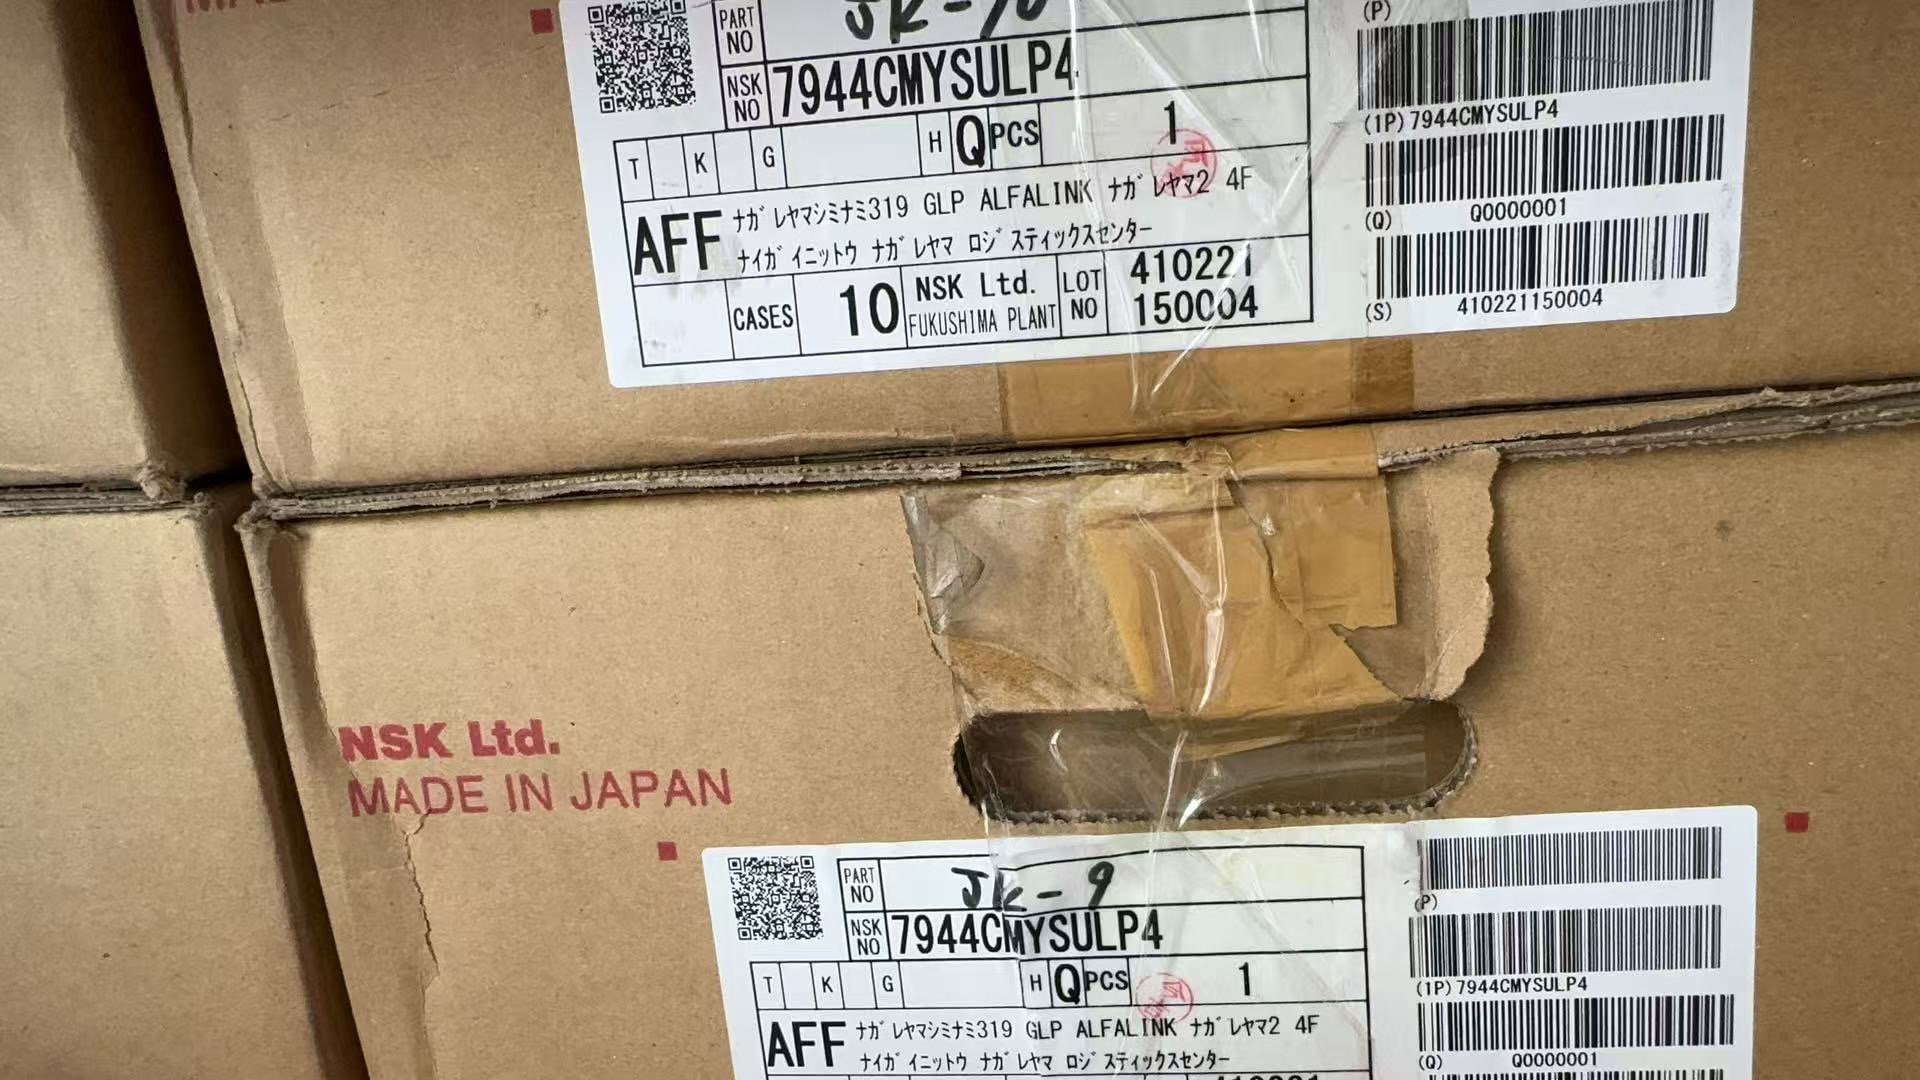 PART NO JK-10
NSK NO 7944CMYSULP4
T K G H Q PCS 1
AFF ナガレヤマシミナミ319 GLP ALFALINK ナガレヤマ2 4F
ナイガイニットウ ナガレヤマ ロジスティックスセンター
CASES 10 NSK Ltd. FUKUSHIMA PLANT LOT NO 410221 150004
(P)
(1P) 7944CMYSULP4
(Q) Q0000001
(S) 410221150004
NSK Ltd.
MADE IN JAPAN
PART NO JK-9
NSK NO 7944CMYSULP4
T K G H Q PCS 1
AFF ナガレヤマシミナミ319 GLP ALFALINK ナガレヤマ2 4F
ナイガイニットウ ナガレヤマ ロジスティックスセンター
(P)
(1P) 7944CMYSULP4
(Q) Q0000001